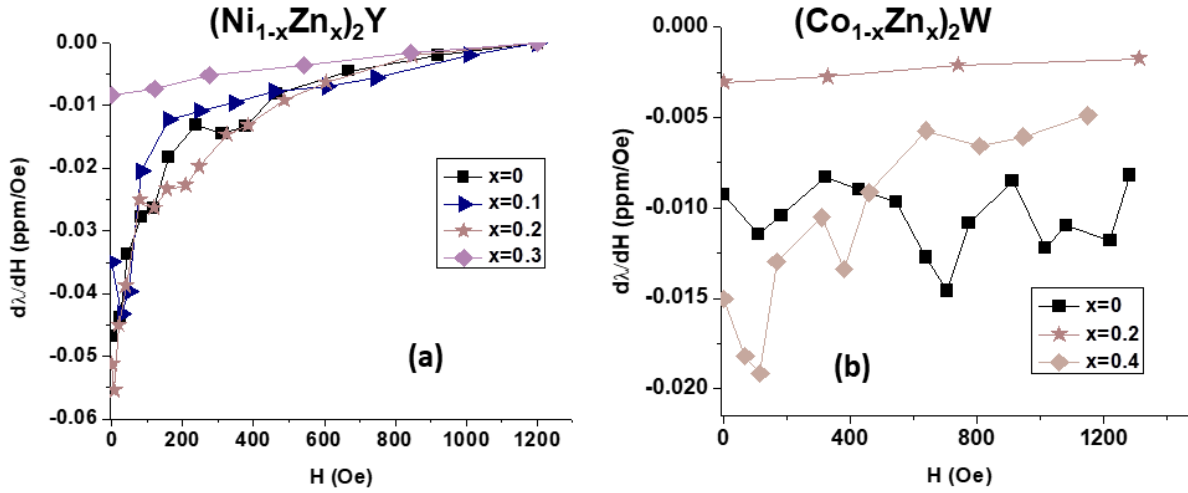 (Ni1-xZnx)2Y
0.00
-0.01
-0.02
-0.03
-0.04
-0.05
-0.06
dλ/dH (ppm/Oe)
x=0
x=0.1
x=0.2
x=0.3
(a)
0
200
400
600
800
1000
1200
H (Oe)
(Co1-xZnx)2W
0.000
-0.005
-0.010
-0.015
-0.020
dλ/dH (ppm/Oe)
x=0
x=0.2
x=0.4
(b)
0
400
800
1200
H (Oe)